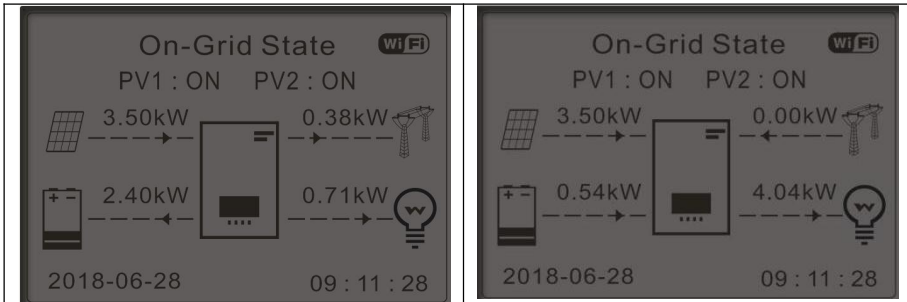 On-Grid State WiFi
PV1 : ON PV2 : ON
3.50kW 0.38kW
+ -
2.40kW 0.71kW
w
2018-06-28 09 : 11 : 28
On-Grid State WiFi
PV1 : ON PV2 : ON
3.50kW 0.00kW
+ -
0.54kW 4.04kW
w
2018-06-28 09 : 11 : 28